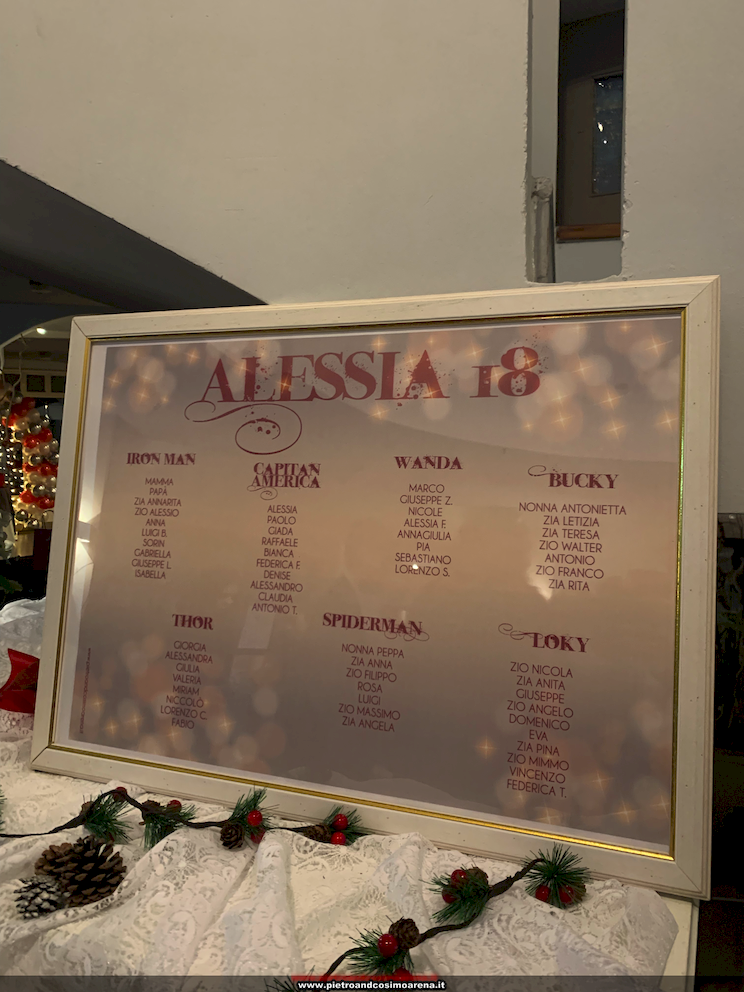 ALESSIA 18
IRON MAN
MAMMA
PAPÀ
ZIA ANNARITA
ZIO ALESSIO
ANNA
LUIGI B.
SORIN
GABRIELLA
GIUSEPPE L.
ISABELLA
CAPITAN
AMERICA
ALESSIA
PAOLO
GIADA
RAFFAELE
BIANCA
FEDERICA F.
DENISE
ALESSANDRO
CLAUDIA
ANTONIO T.
WANDA
MARCO
GIUSEPPE Z.
NICOLE
ALESSIA F.
ANNAGIULIA
PIA
SEBASTIANO
LORENZO S.
BUCKY
NONNA ANTONIETTA
ZIA LETIZIA
ZIA TERESA
ZIO WALTER
ANTONIO
ZIO FRANCO
ZIA RITA
THOR
GIORGIA
ALESSANDRA
GIULIA
VALERIA
MIRIAM
NICCOLÒ
LORENZO C.
FABIO
SPIDERMAN
NONNA PEPPA
ZIA ANNA
ZIO FILIPPO
ROSA
LUIGI
ZIO MASSIMO
ZIA ANGELA
LOKY
ZIO NICOLA
ZIA ANITA
GIUSEPPE
ZIO ANGELO
DOMENICO
EVA
ZIA PINA
ZIO MIMMO
VINCENZO
FEDERICA T.
www.pietroandcosimoarena.it